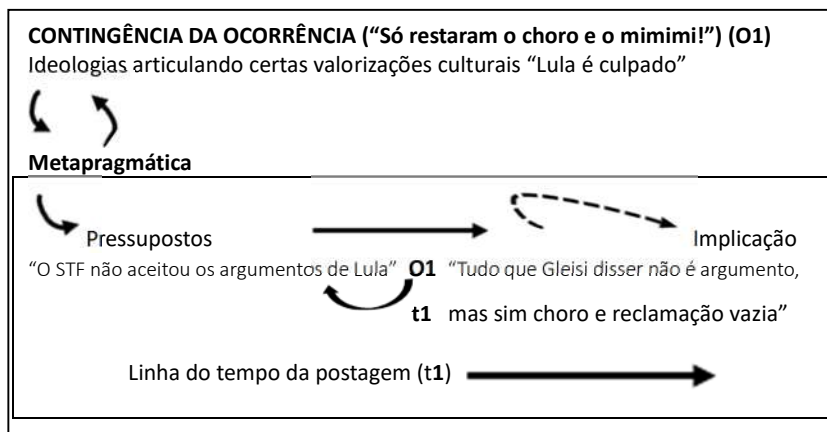 CONTINGÊNCIA DA OCORRÊNCIA (“Só restaram o choro e o mimimi!”) (O1)
Ideologias articulando certas valorizações culturais “Lula é culpado”
Metapragmática
Pressupostos Implicação
“O STF não aceitou os argumentos de Lula” O1 “Tudo que Gleisi disser não é argumento,
t1 mas sim choro e reclamação vazia”
Linha do tempo da postagem (t1)